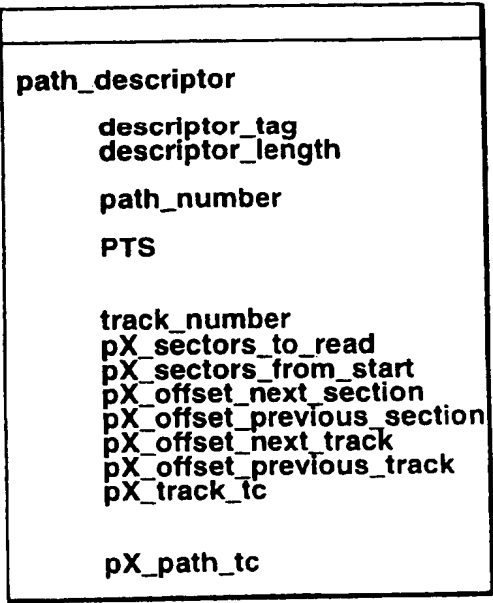 path_descriptor
descriptor_tag
descriptor_length
path_number
PTS
track_number
pX_sectors_to_read
pX_sectors_from_start
pX_offset_next_section
pX_offset_previous_section
pX_offset_next_track
pX_offset_previous_track
pX_track_tc
pX_path_tc